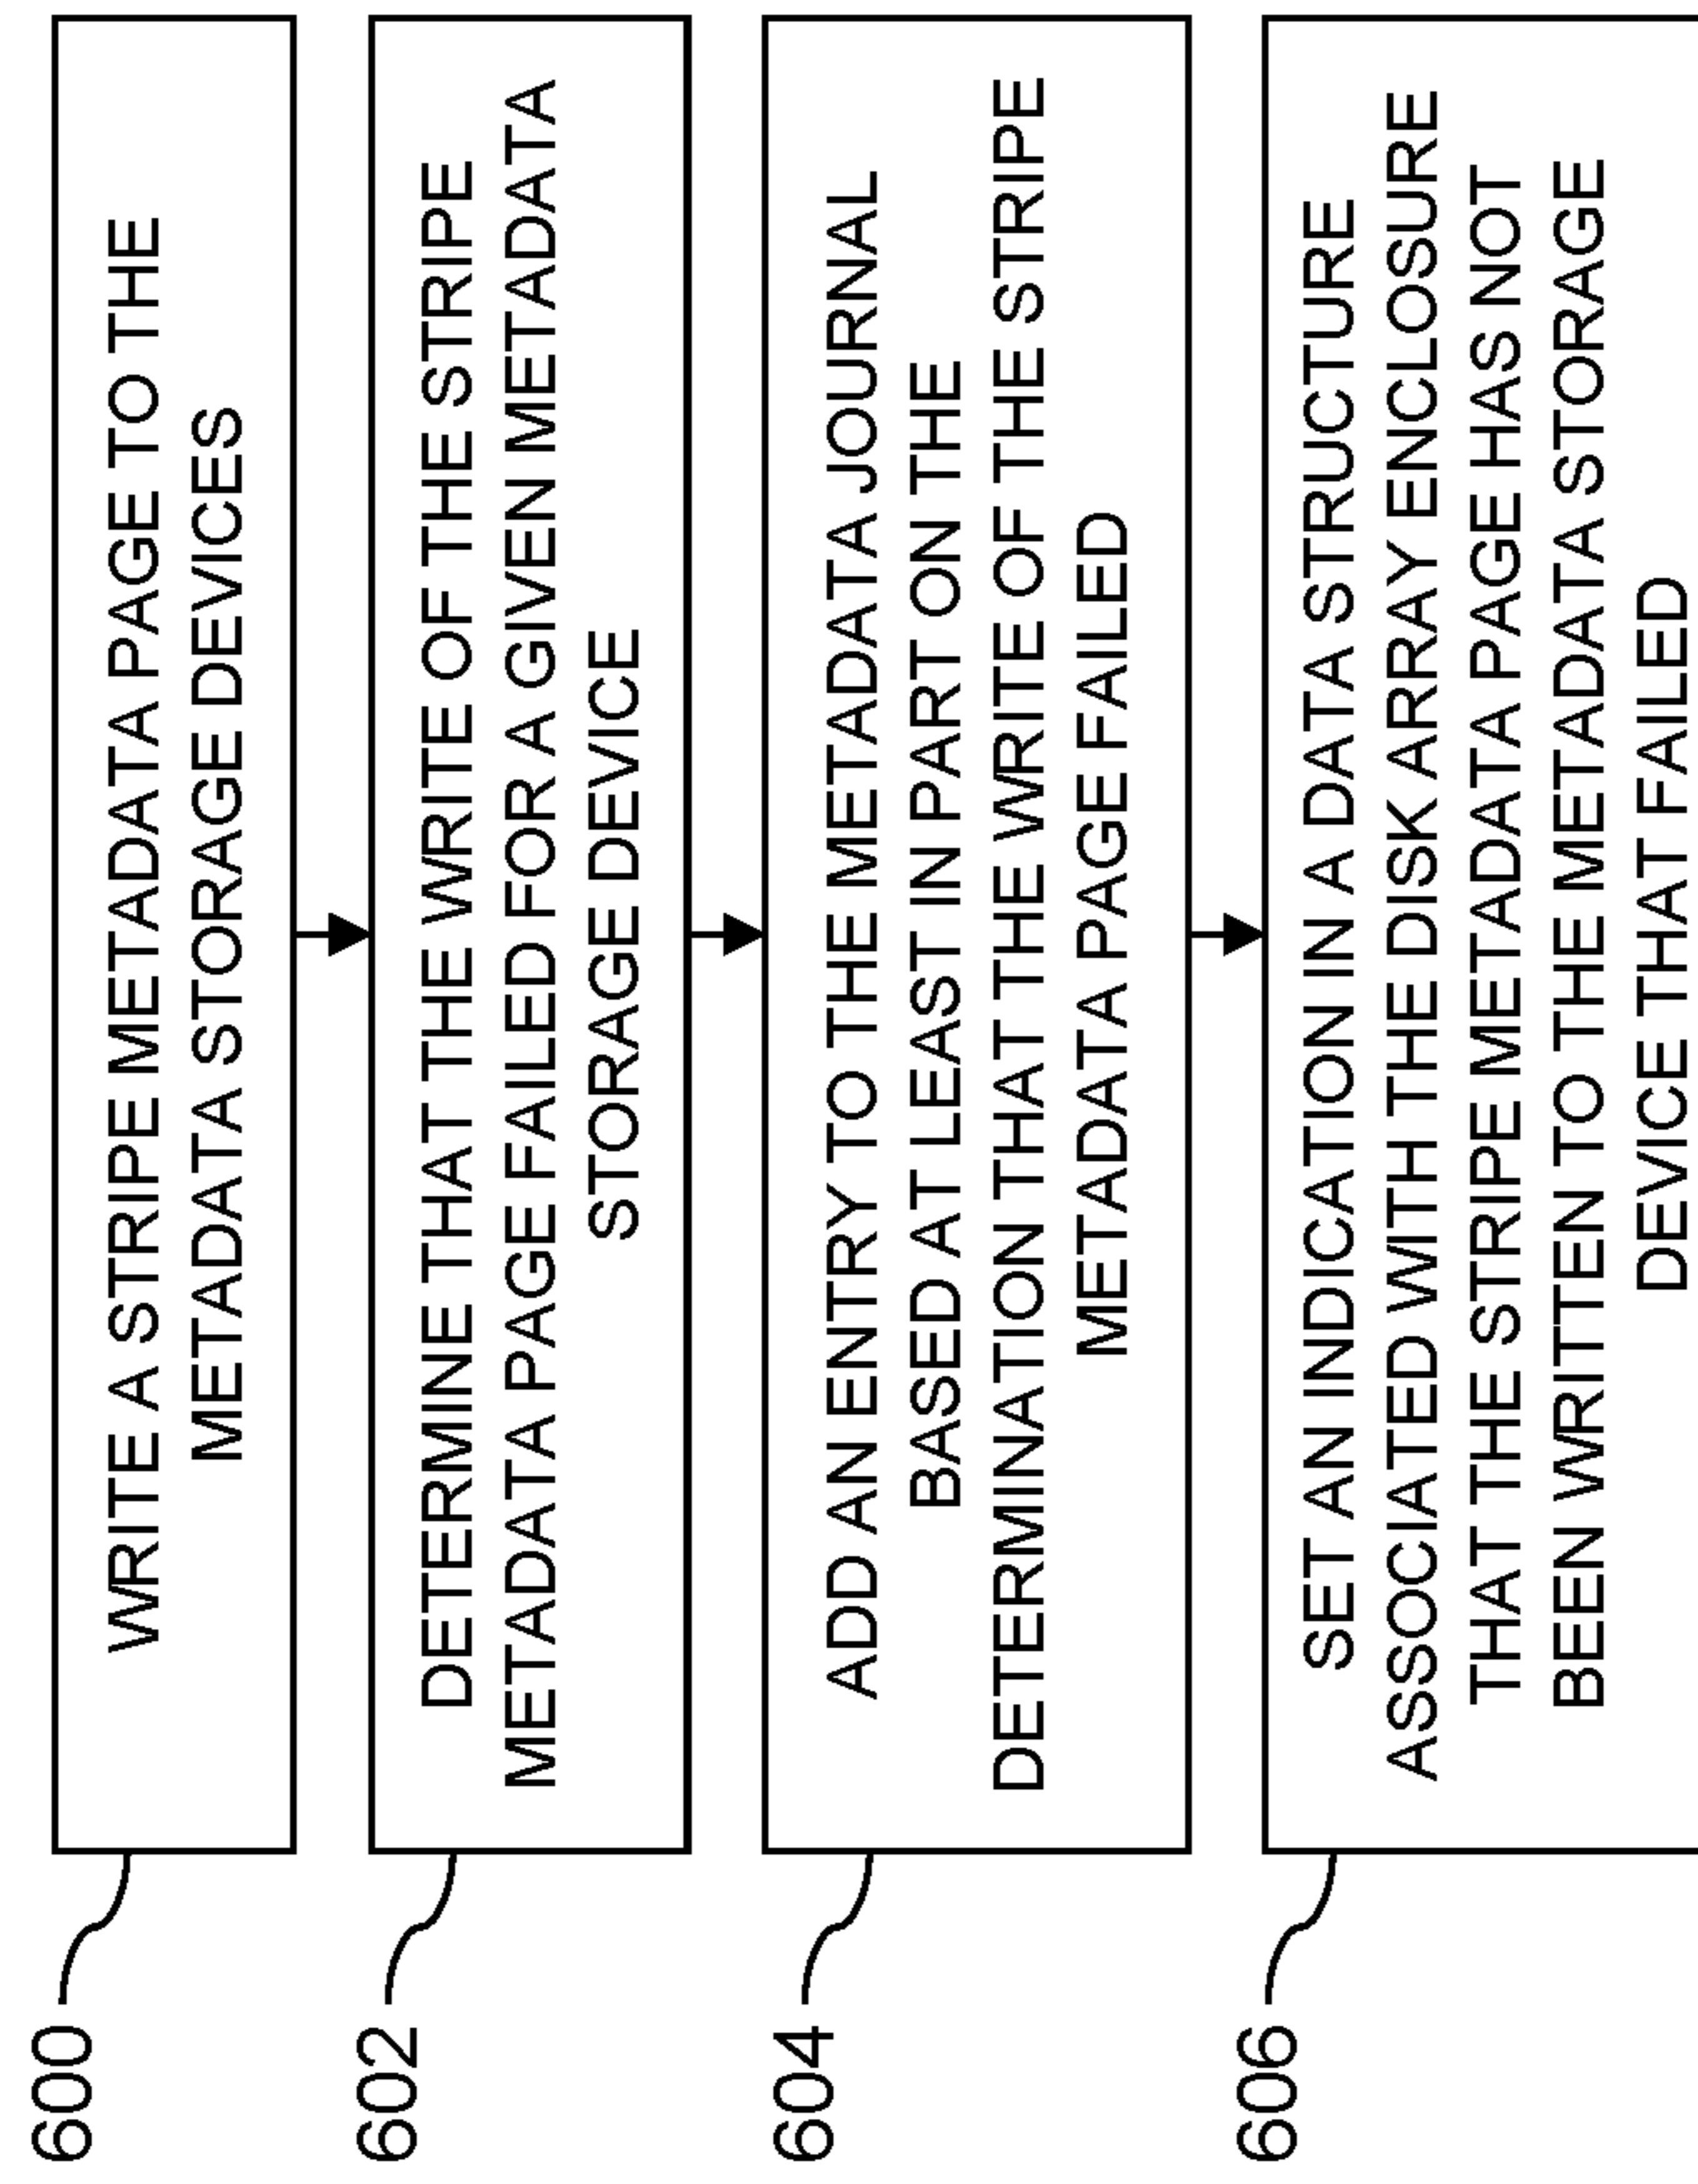 600
WRITE A STRIPE METADATA PAGE TO THE
METADATA STORAGE DEVICES
602
DETERMINE THAT THE WRITE OF THE STRIPE
METADATA PAGE FAILED FOR A GIVEN METADATA
STORAGE DEVICE
604
ADD AN ENTRY TO THE METADATA JOURNAL
BASED AT LEAST IN PART ON THE
DETERMINATION THAT THE WRITE OF THE STRIPE
METADATA PAGE FAILED
606
SET AN INDICATION IN A DATA STRUCTURE
ASSOCIATED WITH THE DISK ARRAY ENCLOSURE
THAT THE STRIPE METADATA PAGE HAS NOT
BEEN WRITTEN TO THE METADATA STORAGE
DEVICE THAT FAILED